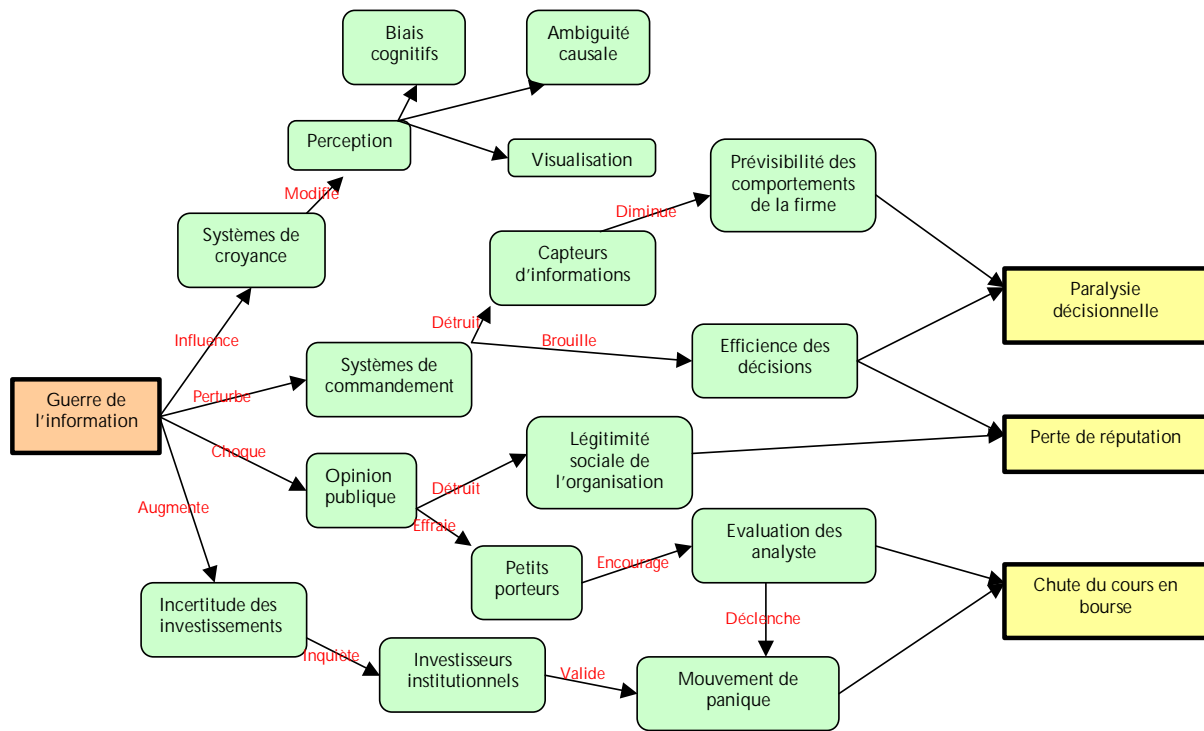 Biais
cognitifs
Ambiguité
causale
Perception
Visualisation
Prévisibilité des
comportements
de la firme
Modifie
Diminue
Systèmes de
croyance
Capteurs
d'informations
Paralysie
décisionnelle
Détruit
Influence
Brouille
Efficience des
décisions
Systèmes de
commandement
Guerre de
l'information
Perturbe
Choque
Légitimité
sociale de
l'organisation
Perte de réputation
Opinion
publique
Détruit
Augmente
Effraie
Evaluation des
analyste
Petits
porteurs
Encourage
Chute du cours en
bourse
Incertitude des
investissements
Déclenche
Inquiète
Investisseurs
institutionnels
Valide
Mouvement de
panique